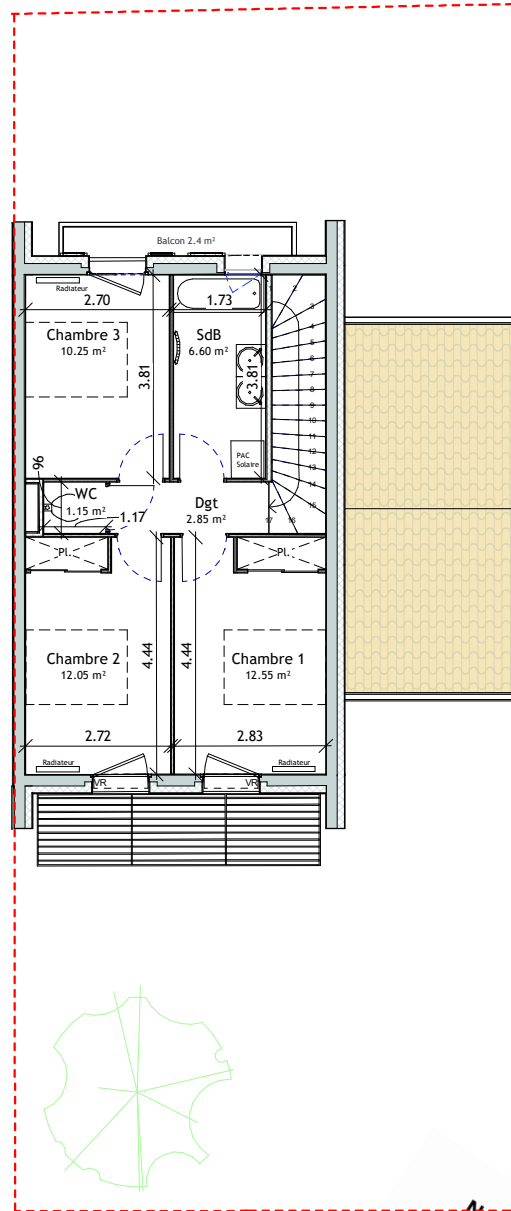 Balcon 2.4 m²
Radiateur
2.70
1.73
Chambre 3
10.25 m²
SdB
6.60 m²
3.81
3.81
PAC
Solaire
2
3
4
5
6
7
8
9
10
11
12
13
14
15
16
17
96
WC
1.15 m²
1.17
Dgt
2.85 m²
Pl.
Pl.
Chambre 2
12.05 m²
4.44
4.44
Chambre 1
12.55 m²
2.72
2.83
Radiateur
Radiateur
VR
VR